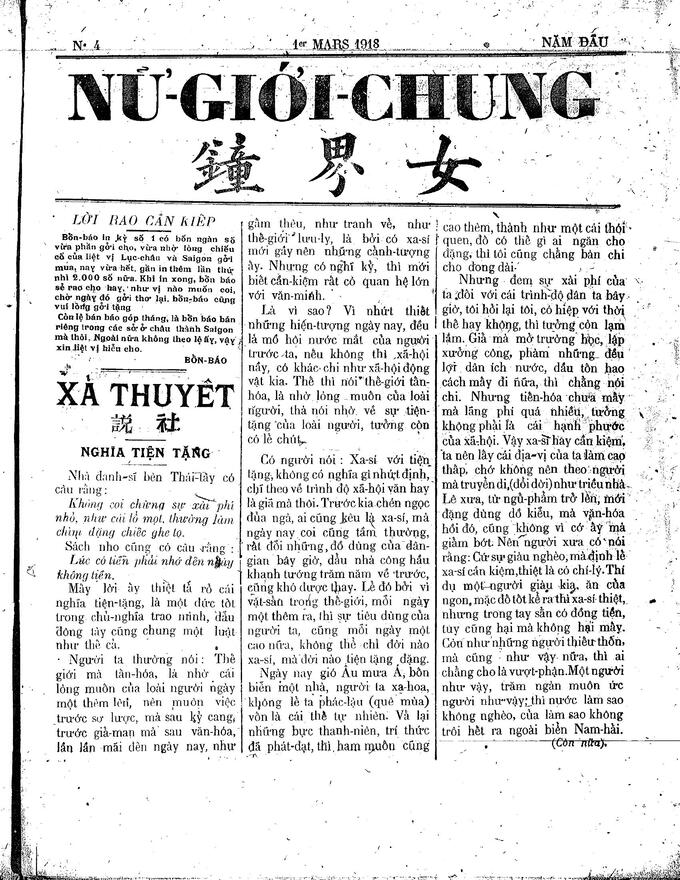 N· 4
1er MARS 1918
NĂM ĐẦU
NỮ-GIỚI-CHUNG
鐘 界 女
LỜI RAO CẦN KIẾP
Bổn-báo in kỳ số 1 có bốn ngàn số
vừa phân gởi cho, vừa nhờ lòng chiếu
cố của liệt vị Lục-châu và Saigon gởi
mua, nay vừa hết, gần in thêm lần thứ
nhì 2.000 số nữa. Khi in xong, bổn báo
sẽ rao cho hay, như vị nào muốn coi,
chờ ngày đó gởi thơ lại, bổn-báo cũng
vui lòng gởi tặng
Còn lệ bán báo góp tháng, là bổn báo bán
riêng trong các sở ở châu thành Saigon
mà thôi. Ngoài nữa không theo lệ ấy, vậy
xin liệt vị hiểu cho.
BỔN-BÁO
XÃ THUYẾT
説 社
NGHĨA TIỆN TẶNG
Nhà danh-sĩ bên Thái-tây có
câu rằng :
Không coi chừng sự xài phí
nhỏ, như cái lổ mọt, thường làm
chìm đặng chiếc ghe to.
Sách nho cũng có câu rằng :
Lúc có tiền phải nhớ đến ngày
không tiền.
Mấy lời ấy thiệt tả rõ cái
nghĩa tiện-tặng, là một đức tốt
trong chủ-nghĩa trao mình, dầu
đông tây cũng chung một luật
như thế cả.
Người ta thường nói : Thế
giới mà tân-hóa, là nhờ cái
lòng muốn của loài người ngày
một thêm lên, nên muôn việc
trước sơ lược, mà sau kỹ càng,
trước giả-man mà sau văn-hóa,
lần lần mãi đến ngày nay, như
gấm thêu, như tranh vẽ, như
thế-giới lưu-ly, là bởi có xa-sí
mới gây nên những cảnh-tượng
ấy. Nhưng có nghĩ kỹ, thì mới
biết cần-kiệm rất có quan hệ lớn
với văn-minh.
Là vì sao ? Vì nhứt thiết
những hiện-tượng ngày nay, đều
là mồ hôi nước mắt của người
trước ta, nếu không thì xã-hội
nầy, có khác-chi như xã-hội động
vật kia. Thế thì nói thế-giới tân-
hóa, là nhờ lòng muốn của loài
người, thà nói nhờ về sự tiện-
tặng của loài người, tưởng còn
có lẽ chút.
Có người nói : Xa-sí với tiện
tặng, không có nghĩa gì nhứt định,
chỉ theo về trình độ xã-hội văn hay
là giả mà thôi. Trước kia chén ngọc
đũa ngà, ai cũng kêu là xa-sí, mà
ngày nay coi cũng tầm thường,
rất đổi những, đồ dùng của dân-
gian bây giờ, dầu nhà công hầu
khanh tướng trăm năm về trước,
cũng khó được thay. Lẽ đó bởi vì
vật-sản trong thế-giới, mỗi ngày
một thêm ra, thì sự tiêu dùng của
người ta, cũng mỗi ngày một
cao năng, không thể chỉ đời nào
xa-sí, mà đời nào tiện tặng đặng.
Ngày nay gió Âu mưa Á, bồn
biển một nhà, người ta xa-hoa,
không lẽ ta phác-lậu (quê mùa)
vốn là cái thế tự nhiên. Vả lại
những bực thanh-niên, trí thức
đã phát-đạt, thì ham muốn cũng
cao thêm, thành như một cái thói
quen, đó có thể gì ai ngăn cho
đặng, thì tôi cũng chẳng bàn chi
cho dong dài.
Nhưng đem sự xài phí của
ta, đối với cái trình-độ dân ta bây
giờ, tôi hỏi lại tôi, có hiệp với thời
thế hay không, thì tưởng còn lạm
lắm. Giá mà mở trường học, lập
xưởng công, phàm những đều
lợi dân ích nước, dầu tốn hao
cách mấy đi nữa, thì chẳng nói
chi. Nhưng tiến-hóa chưa mấy
mà lãng phí quá nhiều, tưởng
không phải là cái hạnh phước
của xã-hội. Vậy xa-sĩ hay cần kiệm,
ta nên lấy cái địa-vị của ta làm cao
thấp, chớ không nên theo người
mà truyền di, (dổi dời) như triều nhà
Lê xưa, từ ngũ-phẩm trở lên, mới
đặng dùng đồ kiểu, mà văn-hóa
hồi đó, cũng không vì cớ ấy mà
giảm bớt. Nên người xưa có nói
rằng : Cứ sự giàu nghèo, mà định lẽ
xa-sí cần kiệm, thiệt là có chí-lý. Thí
dụ một người giàu kia, ăn của
ngon, mặc đồ tốt kể ra thì xa-sí thiệt,
nhưng trong tay sẵn có đồng tiền,
tuy cũng hại mà không hại mấy.
Còn như những người thiếu thốn,
mà cũng như vậy nữa, thì ai
chẳng cho là vượt-phận. Một người
như vậy, trăm ngàn muôn ức
người như-vậy; thì nước làm sao
không nghèo, của làm sao không
trôi hết ra ngoài biển Nam-hải.
(Còn nữa).